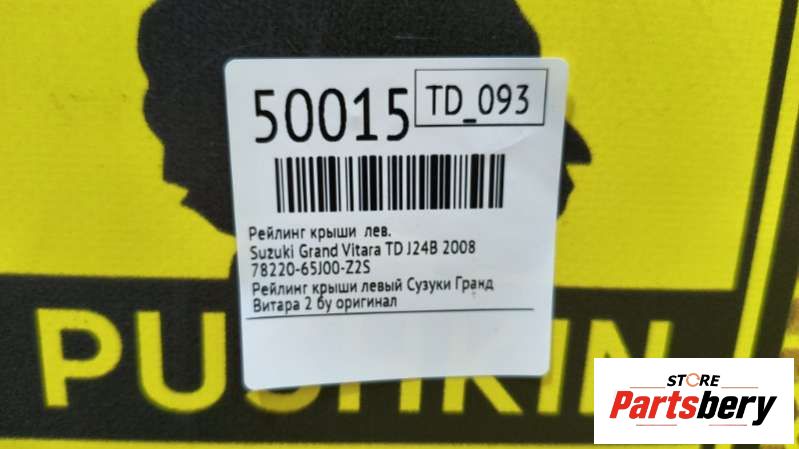 50015
TD_093
Рейлинг крыши лев.
Suzuki Grand Vitara TD J24B 2008
78220-65J00-Z2S
Рейлинг крыши левый Сузуки Гранд
Витара 2 бу оригинал
PUSHKIN
STORE
Partsbery